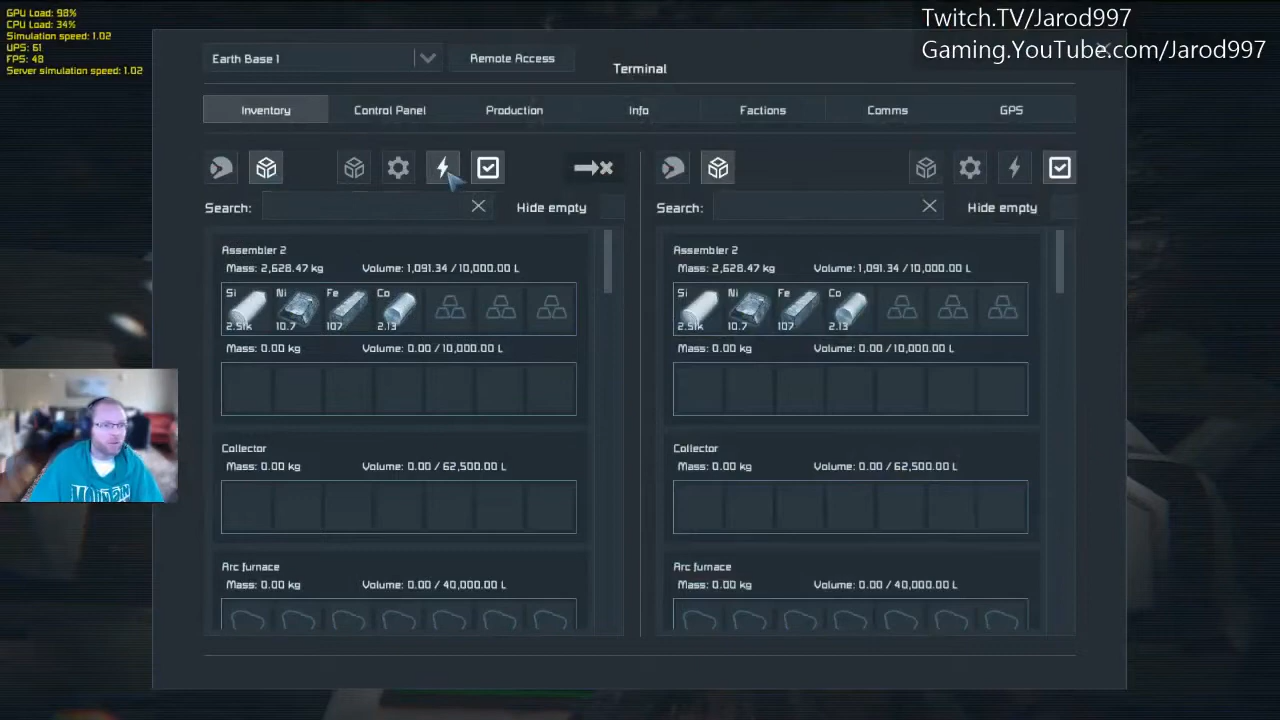 GPU Load: 98%
CPU Load: 34%
Simulation speed: 1.02
UPS: 61
FPS: 48
Server simulation speed: 1.02
Twitch.TV/Jarod997
Gaming.YouTube.com/Jarod997
Earth Base 1
Remote Access
Terminal
Inventory
Control Panel
Production
Info
Factions
Comms
GPS
Search:
Hide empty
Search:
Hide empty
Assembler 2
Mass: 2,628.47 kg Volume: 1,091.34 / 10,000.00 L
Si Ni Fe Co
2.51k 10.7 107 2.13
Mass: 0.00 kg Volume: 0.00 / 10,000.00 L
Collector
Mass: 0.00 kg Volume: 0.00 / 62,500.00 L
Arc furnace
Mass: 0.00 kg Volume: 0.00 / 40,000.00 L
Assembler 2
Mass: 2,628.47 kg Volume: 1,091.34 / 10,000.00 L
Si Ni Fe Co
2.51k 10.7 107 2.13
Mass: 0.00 kg Volume: 0.00 / 10,000.00 L
Collector
Mass: 0.00 kg Volume: 0.00 / 62,500.00 L
Arc furnace
Mass: 0.00 kg Volume: 0.00 / 40,000.00 L